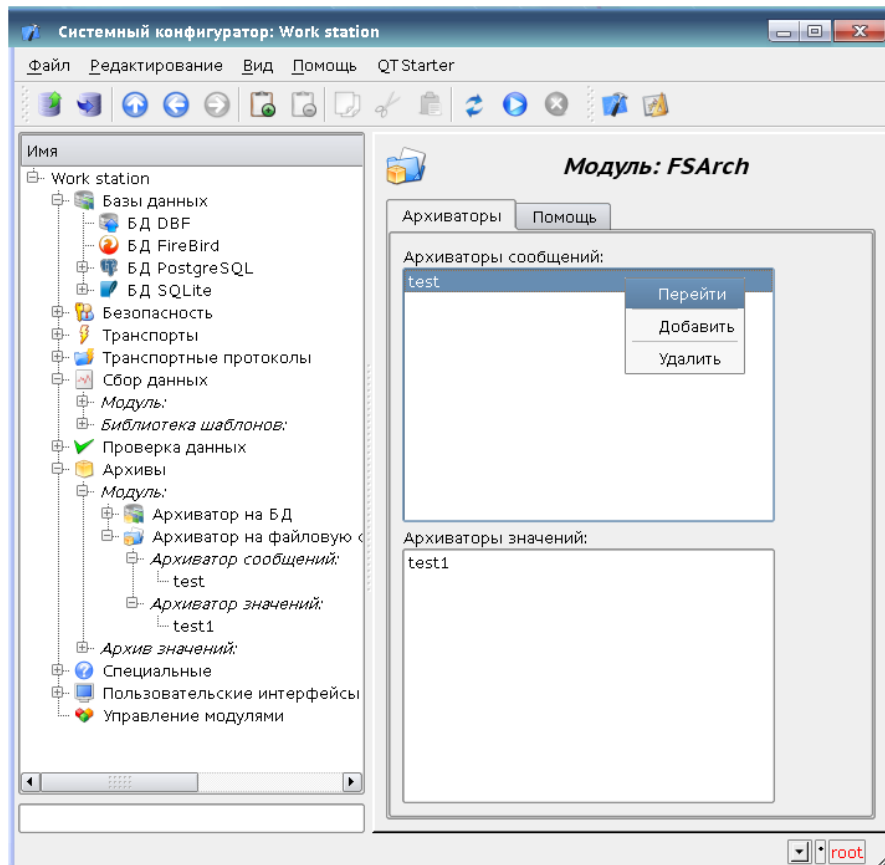 Системный конфигуратор: Work station
Файл Редактирование Вид Помощь QTStarter
Имя
Work station
Базы данных
БД DBF
БД FireBird
БД PostgreSQL
БД SQLite
Безопасность
Транспорты
Транспортные протоколы
Сбор данных
Модуль:
Библиотека шаблонов:
Проверка данных
Архивы
Модуль:
Архиватор на БД
Архиватор на файловую с
Архиватор сообщений:
test
Архиватор значений:
test1
Архив значений:
Специальные
Пользовательские интерфейсы
Управление модулями
Модуль: FSArch
Архиваторы Помощь
Архиваторы сообщений:
test
Перейти
Добавить
Удалить
Архиваторы значений:
test1
root